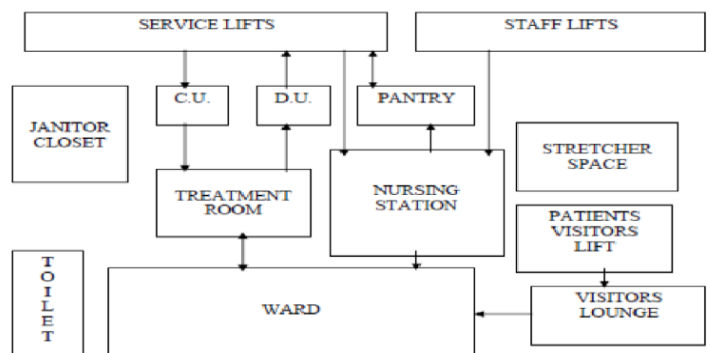 SERVICE LIFTS
STAFF LIFTS
C.U.
D.U.
PANTRY
JANITOR
CLOSET
STRETCHER
SPACE
TREATMENT
ROOM
NURSING
STATION
PATIENTS
VISITORS
LIFT
T
O
I
L
E
T
WARD
VISITORS
LOUNGE